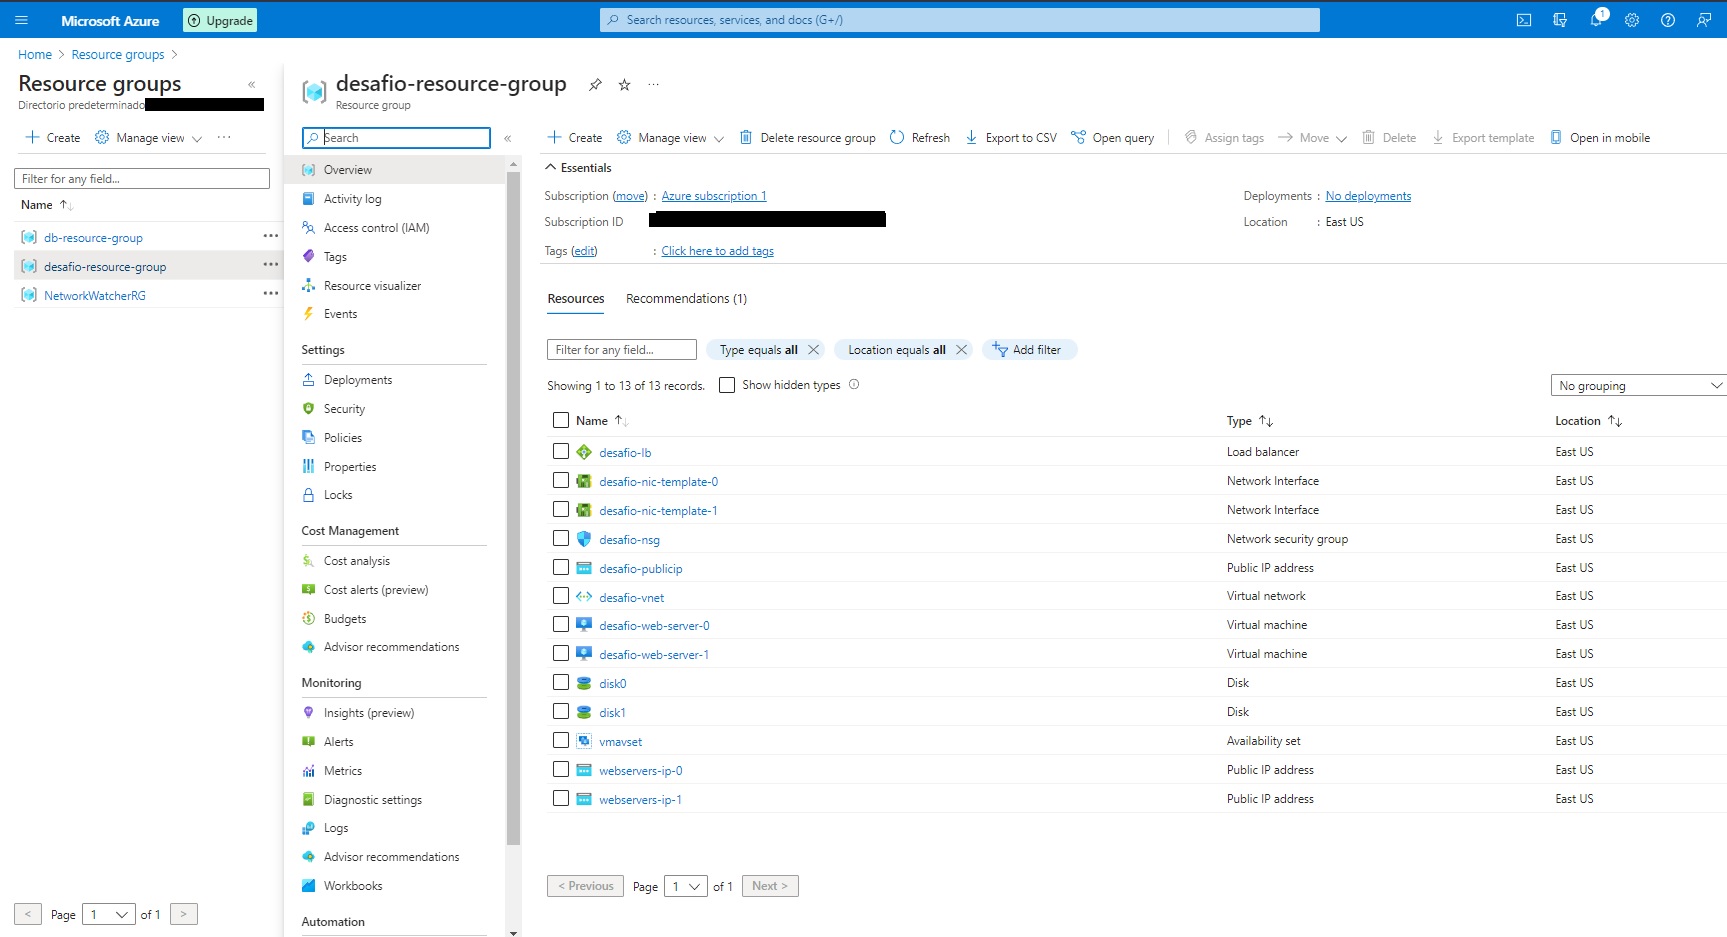 Microsoft Azure
Upgrade
Search resources, services, and docs (G+/)
1
Home > Resource groups >
Resource groups «
Directorio predeterminado
+ Create Manage view ···
Filter for any field...
Name ↑↓
db-resource-group ···
desafio-resource-group ···
NetworkWatcherRG ···
< Page 1 of 1 >
desafio-resource-group ···
Resource group
Search «
Overview
Activity log
Access control (IAM)
Tags
Resource visualizer
Events
Settings
Deployments
Security
Policies
Properties
Locks
Cost Management
Cost analysis
Cost alerts (preview)
Budgets
Advisor recommendations
Monitoring
Insights (preview)
Alerts
Metrics
Diagnostic settings
Logs
Advisor recommendations
Workbooks
Automation
+ Create Manage view Delete resource group Refresh Export to CSV Open query Assign tags Move Delete Export template Open in mobile
Essentials
Subscription (move) : Azure subscription 1 Deployments : No deployments
Subscription ID Location : East US
Tags (edit) : Click here to add tags
Resources Recommendations (1)
Filter for any field... Type equals all Location equals all Add filter
Showing 1 to 13 of 13 records. Show hidden types No grouping
Name ↑↓ Type ↑↓ Location ↑↓
desafio-lb Load balancer East US
desafio-nic-template-0 Network Interface East US
desafio-nic-template-1 Network Interface East US
desafio-nsg Network security group East US
desafio-publicip Public IP address East US
desafio-vnet Virtual network East US
desafio-web-server-0 Virtual machine East US
desafio-web-server-1 Virtual machine East US
disk0 Disk East US
disk1 Disk East US
vmavset Availability set East US
webservers-ip-0 Public IP address East US
webservers-ip-1 Public IP address East US
< Previous Page 1 of 1 Next >